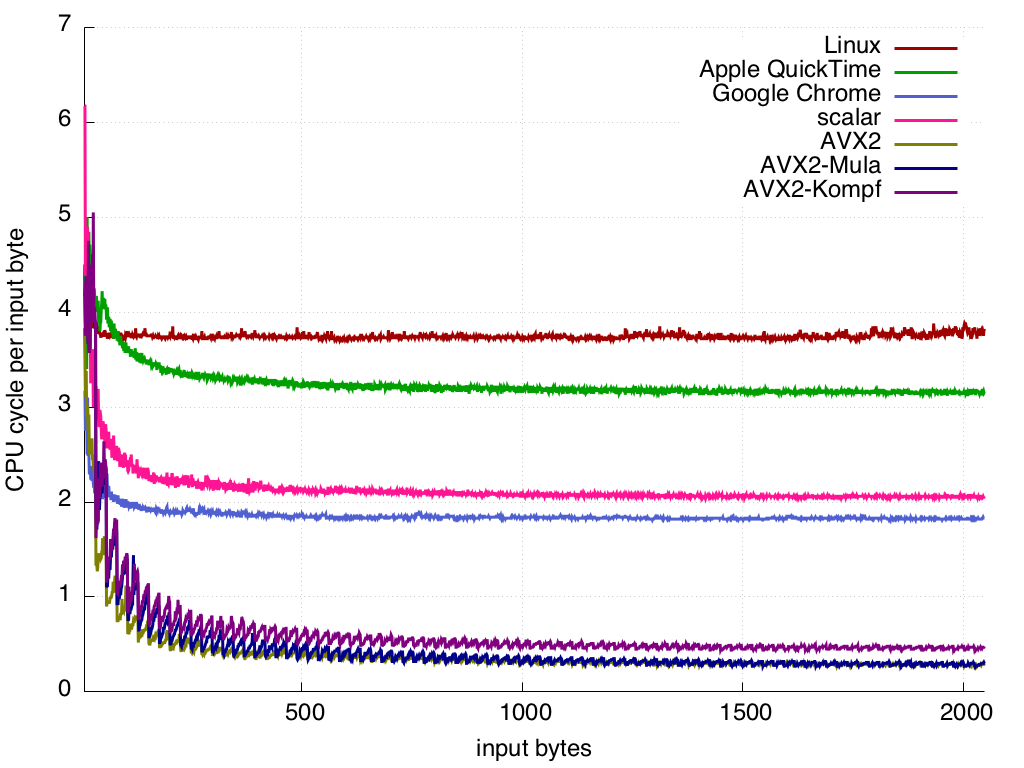 7
6
5
4
3
2
1
0
CPU cycle per input byte
Linux
Apple QuickTime
Google Chrome
scalar
AVX2
AVX2-Mula
AVX2-Kompf
500
1000
1500
2000
input bytes